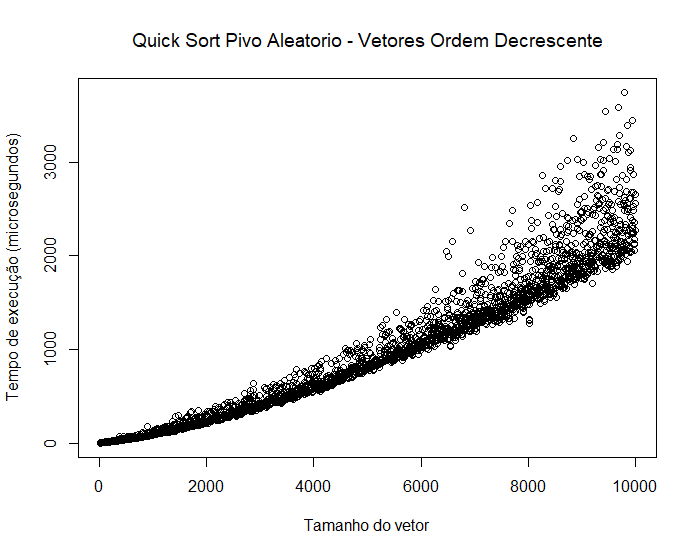 Quick Sort Pivo Aleatorio - Vetores Ordem Decrescente
Tempo de execução (microsegundos)
3000
2000
1000
0
0 2000 4000 6000 8000 10000
Tamanho do vetor